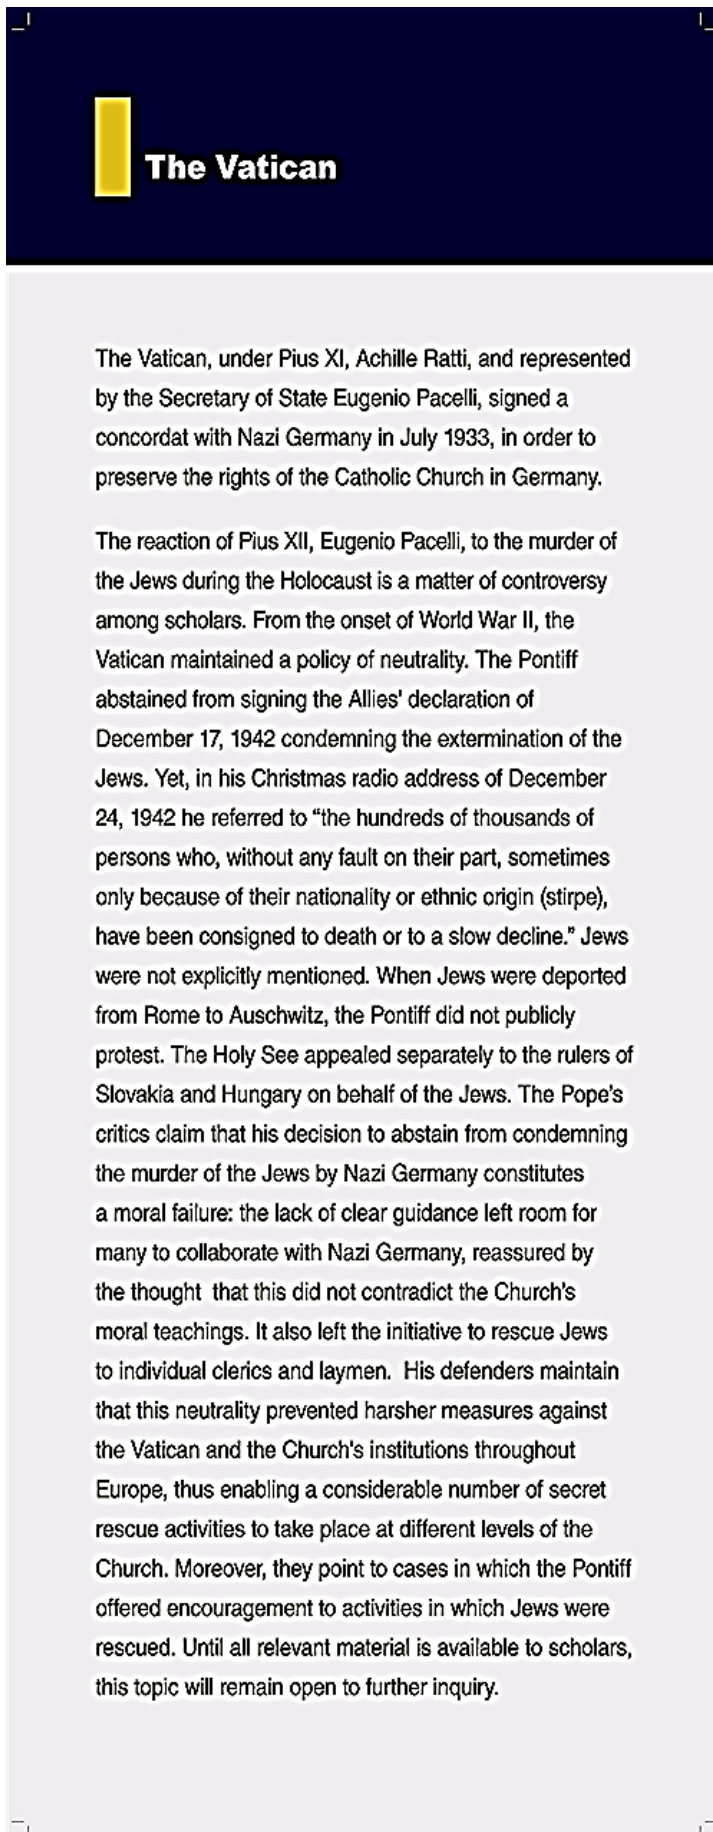 The Vatican
The Vatican, under Pius XI, Achille Ratti, and represented
by the Secretary of State Eugenio Pacelli, signed a
concordat with Nazi Germany in July 1933, in order to
preserve the rights of the Catholic Church in Germany.
The reaction of Pius XII, Eugenio Pacelli, to the murder of
the Jews during the Holocaust is a matter of controversy
among scholars. From the onset of World War II, the
Vatican maintained a policy of neutrality. The Pontiff
abstained from signing the Allies' declaration of
December 17, 1942 condemning the extermination of the
Jews. Yet, in his Christmas radio address of December
24, 1942 he referred to “the hundreds of thousands of
persons who, without any fault on their part, sometimes
only because of their nationality or ethnic origin (stirpe),
have been consigned to death or to a slow decline.” Jews
were not explicitly mentioned. When Jews were deported
from Rome to Auschwitz, the Pontiff did not publicly
protest. The Holy See appealed separately to the rulers of
Slovakia and Hungary on behalf of the Jews. The Pope's
critics claim that his decision to abstain from condemning
the murder of the Jews by Nazi Germany constitutes
a moral failure: the lack of clear guidance left room for
many to collaborate with Nazi Germany, reassured by
the thought  that this did not contradict the Church's
moral teachings. It also left the initiative to rescue Jews
to individual clerics and laymen.  His defenders maintain
that this neutrality prevented harsher measures against
the Vatican and the Church's institutions throughout
Europe, thus enabling a considerable number of secret
rescue activities to take place at different levels of the
Church. Moreover, they point to cases in which the Pontiff
offered encouragement to activities in which Jews were
rescued. Until all relevant material is available to scholars,
this topic will remain open to further inquiry.